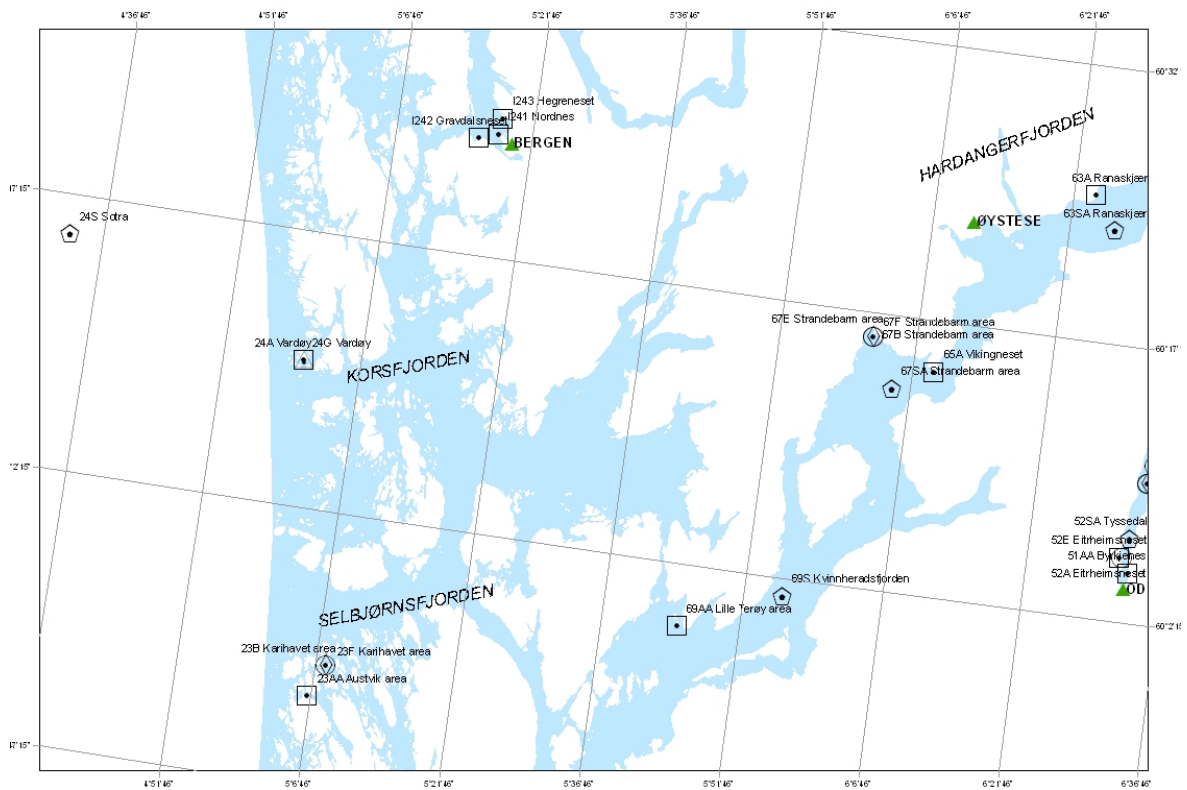 4°36'46" 4°51'46" 5°6'46" 5°21'46" 5°36'46" 5°51'46" 6°6'46" 6°21'46"
60°32'
I243 Hegreneset
I242 Gravdalsneset I241 Nordnes
BERGEN
HARDANGERFJORDEN
63A Ranaskjær
17'15"
24S Sotra
63SA Ranaskjær
ØYSTESE
67E Strandebarm area 67F Strandebarm area
67B Strandebarm area
24A Vardøy 24G Vardøy
60°17'
65A Vikingneset
KORSFJORDEN
67SA Strandebarm area
2'15"
52SA Tyssedal
52E Eitrheimsneset
51AA Byrkjenes
52A Eitrheimsneset
69S Kvinnheradsfjorden
OD
SELBJØRNSFJORDEN
69AA Lille Terøy area
60°2'15"
23B Karihavet area 23F Karihavet area
23AA Austvik area
47'15"
4°51'46" 5°6'46" 5°21'46" 5°36'46" 5°51'46" 6°6'46" 6°21'46" 6°36'46"